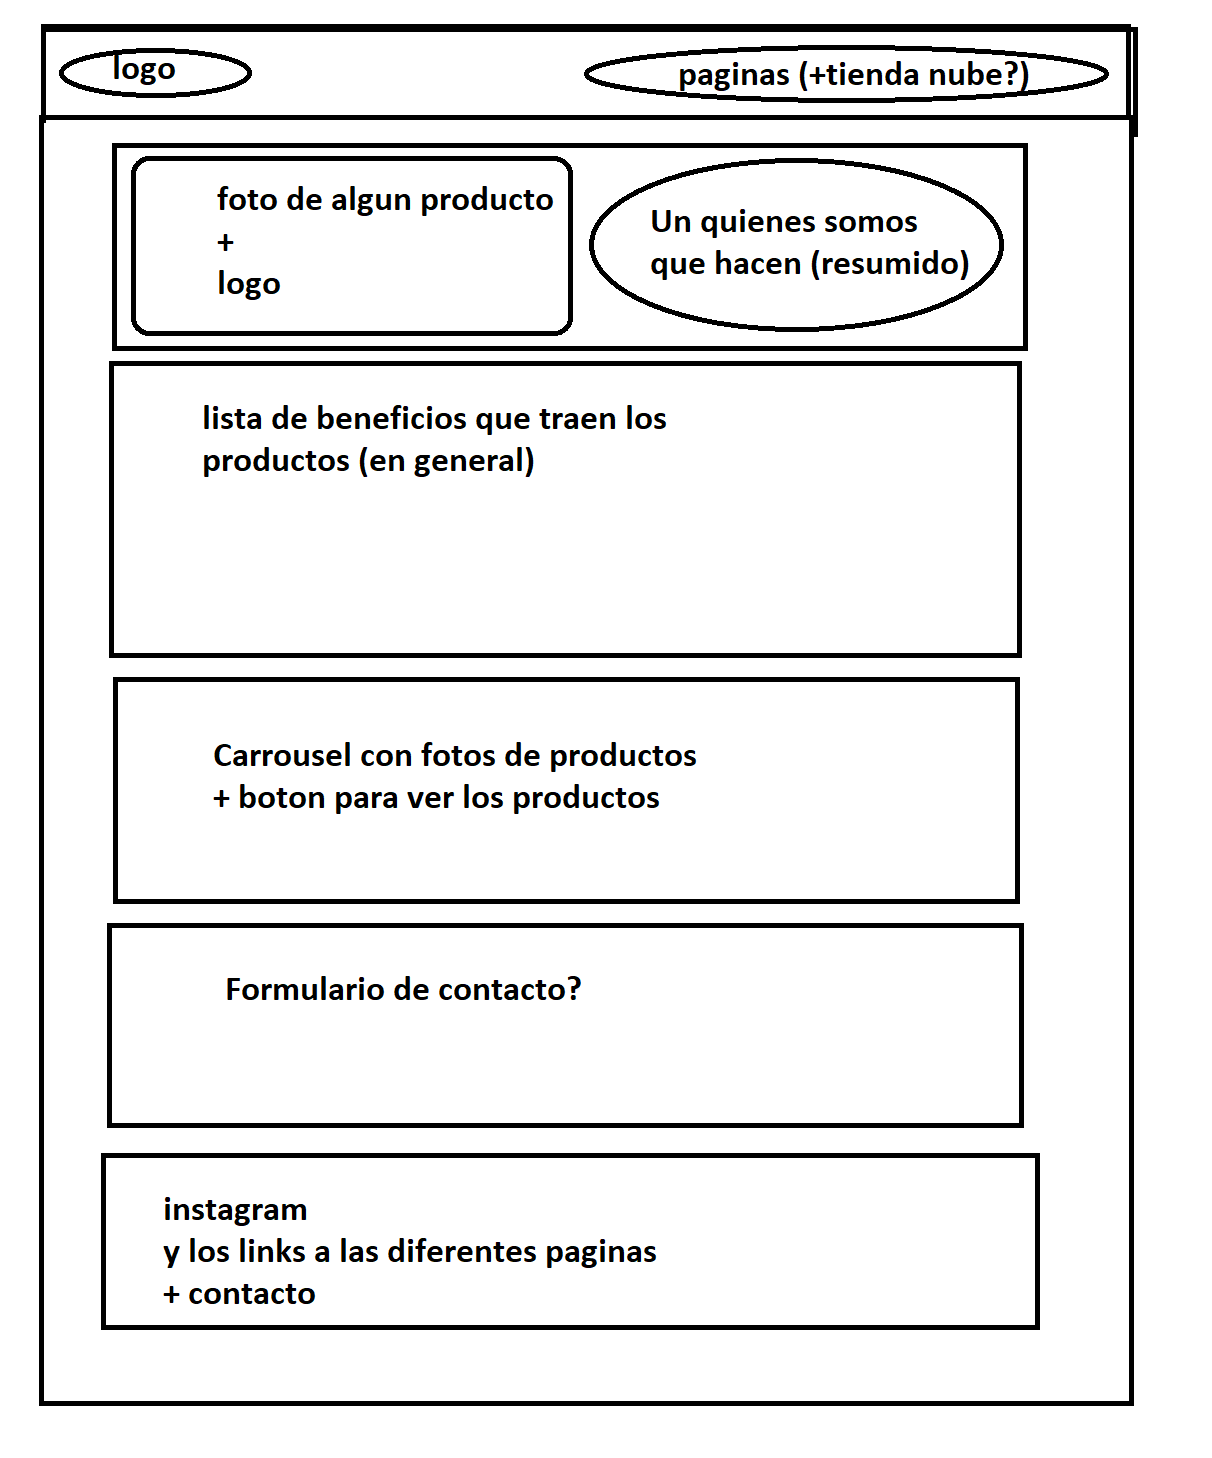 logo
paginas (+tienda nube?)
foto de algun producto
+
logo
Un quienes somos
que hacen (resumido)
lista de beneficios que traen los
productos (en general)
Carrousel con fotos de productos
+ boton para ver los productos
Formulario de contacto?
instagram
y los links a las diferentes paginas
+ contacto